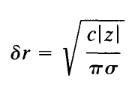 δr = √(c|z| / πσ)